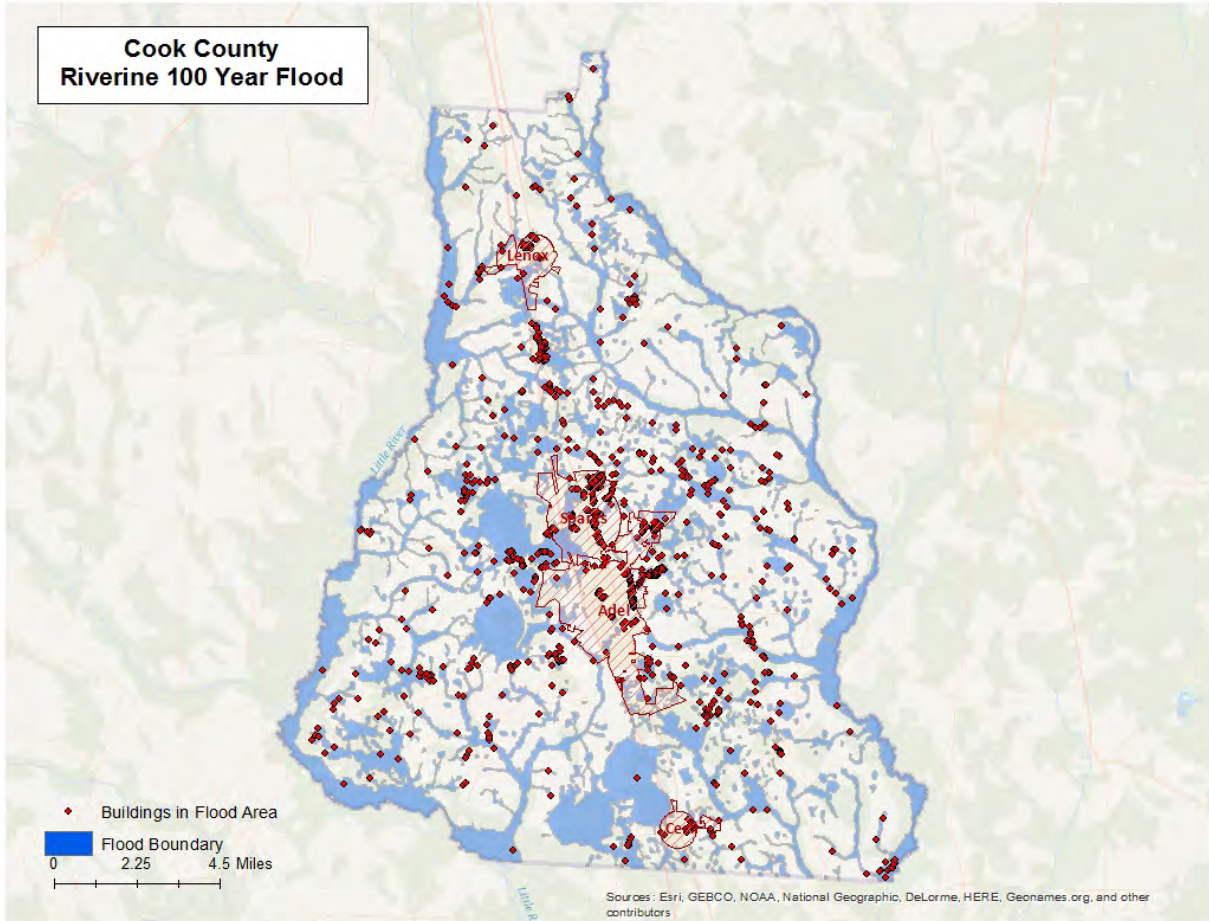 Cook County
Riverine 100 Year Flood
Lenox
Little River
Sparks
Adel
Buildings in Flood Area
Flood Boundary
0 2.25 4.5 Miles
Sources: Esri, GEBCO, NOAA, National Geographic, DeLorme, HERE, Geonames.org, and other
contributors